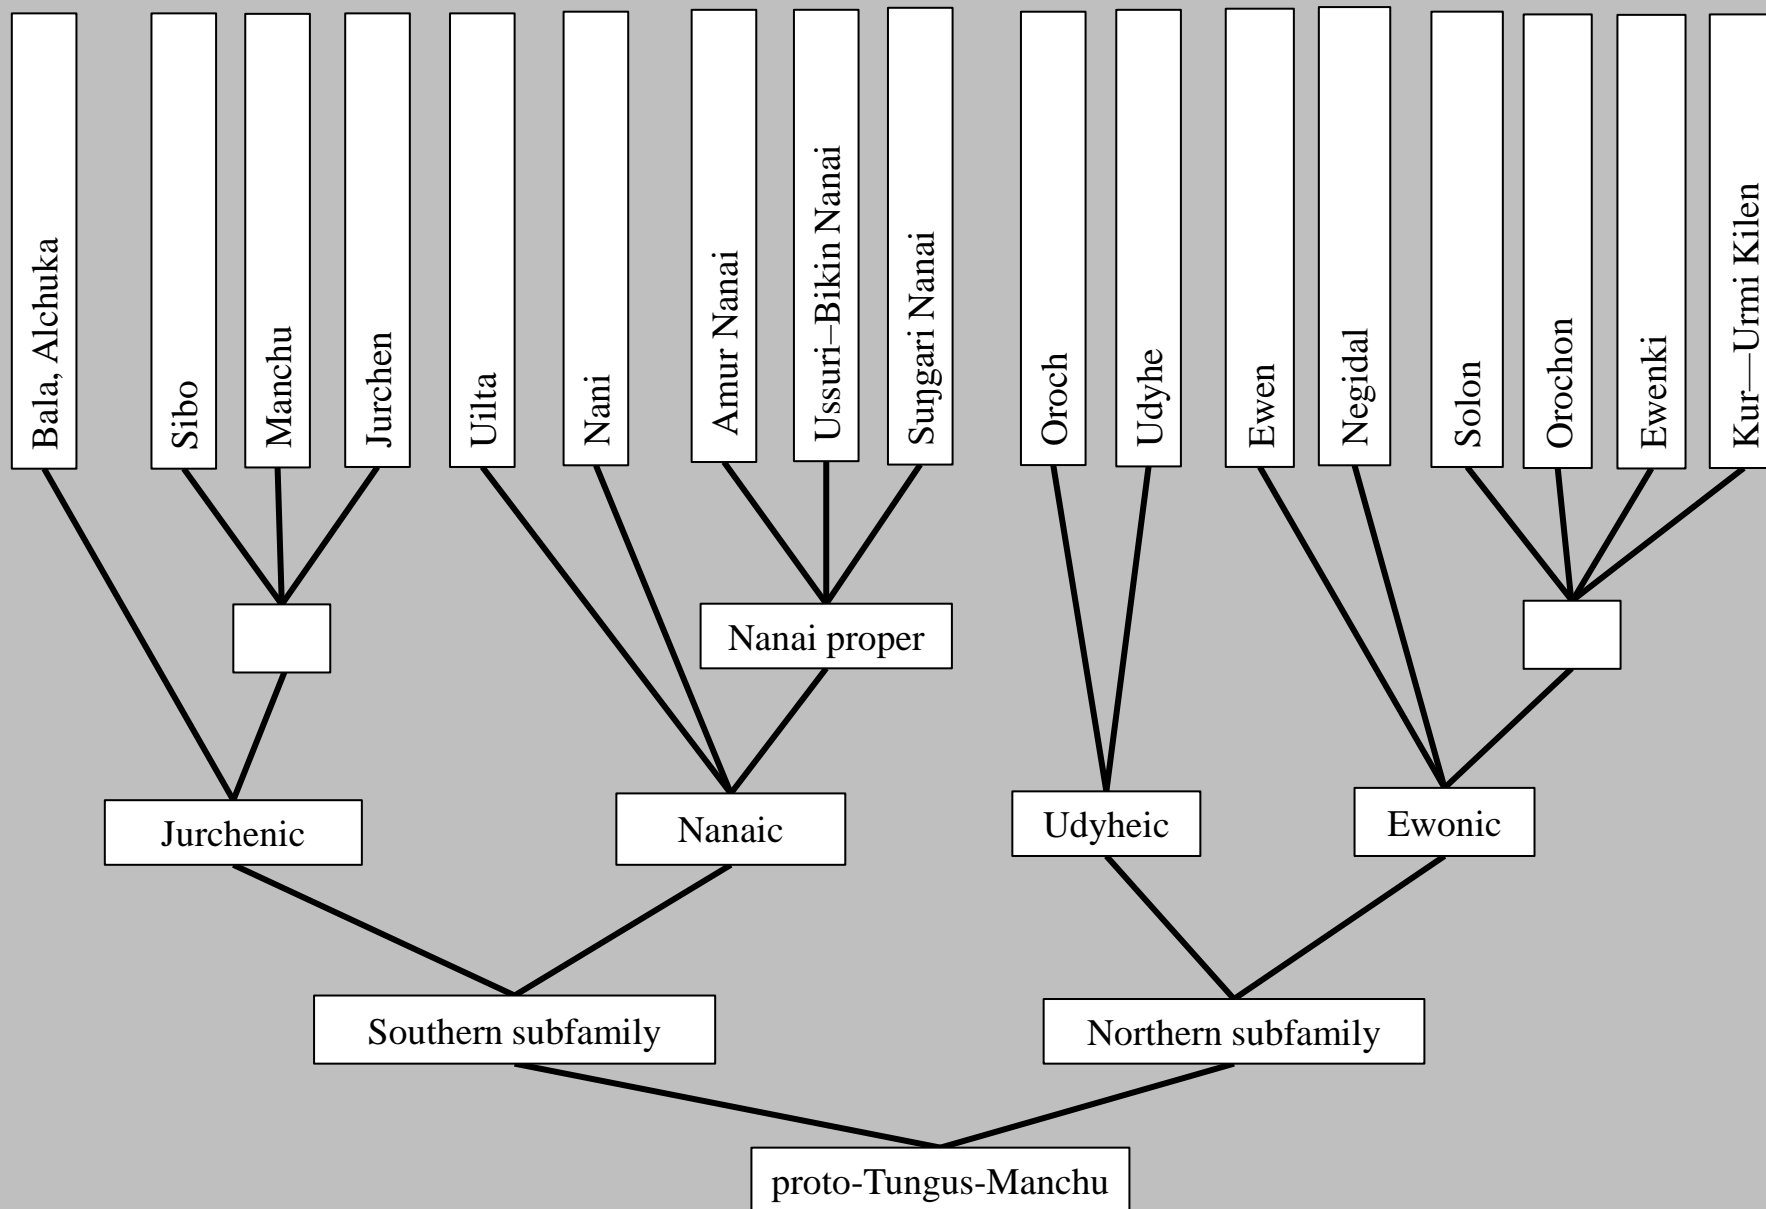 Bala, Alchuka
Sibo
Manchu
Jurchen
Uilta
Nani
Amur Nanai
Ussuri–Bikin Nanai
Suŋgari Nanai
Oroch
Udyhe
Ewen
Negidal
Solon
Orochon
Ewenki
Kur—Urmi Kilen
Nanai proper
Jurchenic
Nanaic
Udyheic
Ewonic
Southern subfamily
Northern subfamily
proto-Tungus-Manchu